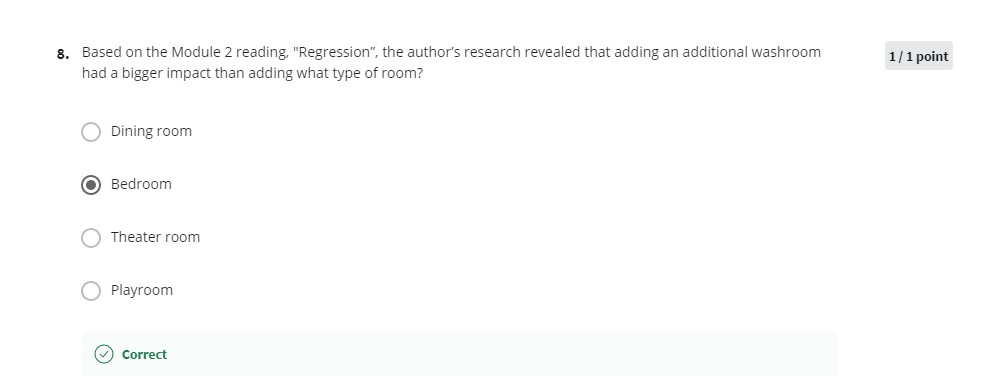 8. Based on the Module 2 reading, "Regression", the author's research revealed that adding an additional washroom
had a bigger impact than adding what type of room?
1 / 1 point
Dining room
Bedroom
Theater room
Playroom
Correct